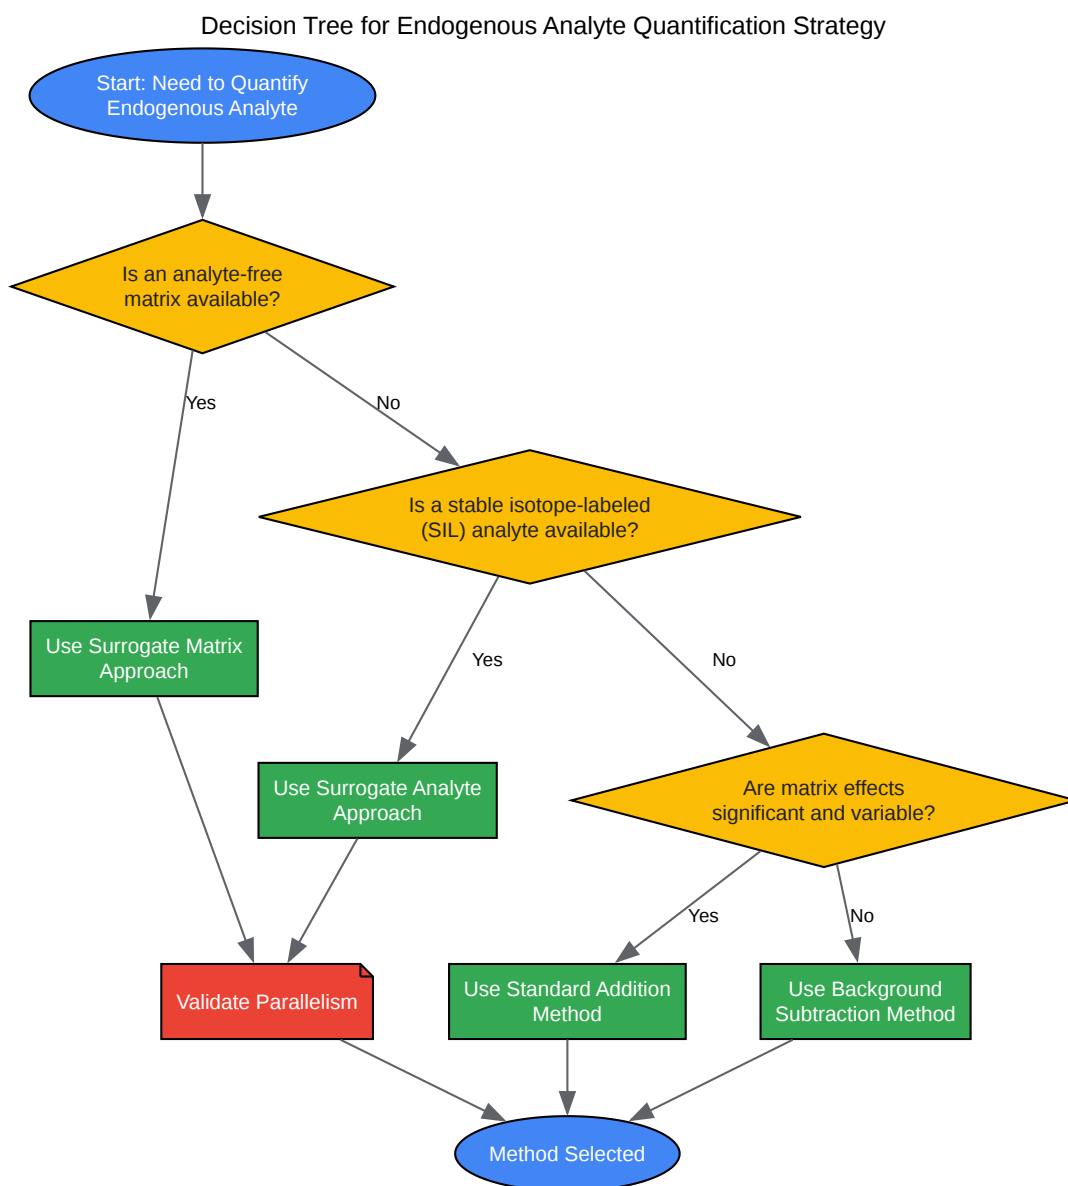 Decision Tree for Endogenous Analyte Quantification Strategy
Start: Need to Quantify
Endogenous Analyte
Is an analyte-free
matrix available?
Yes
No
Is a stable isotope-labeled
(SIL) analyte available?
Use Surrogate Matrix
Approach
Yes
No
Use Surrogate Analyte
Approach
Are matrix effects
significant and variable?
Yes
No
Validate Parallelism
Use Standard Addition
Method
Use Background
Subtraction Method
Method Selected